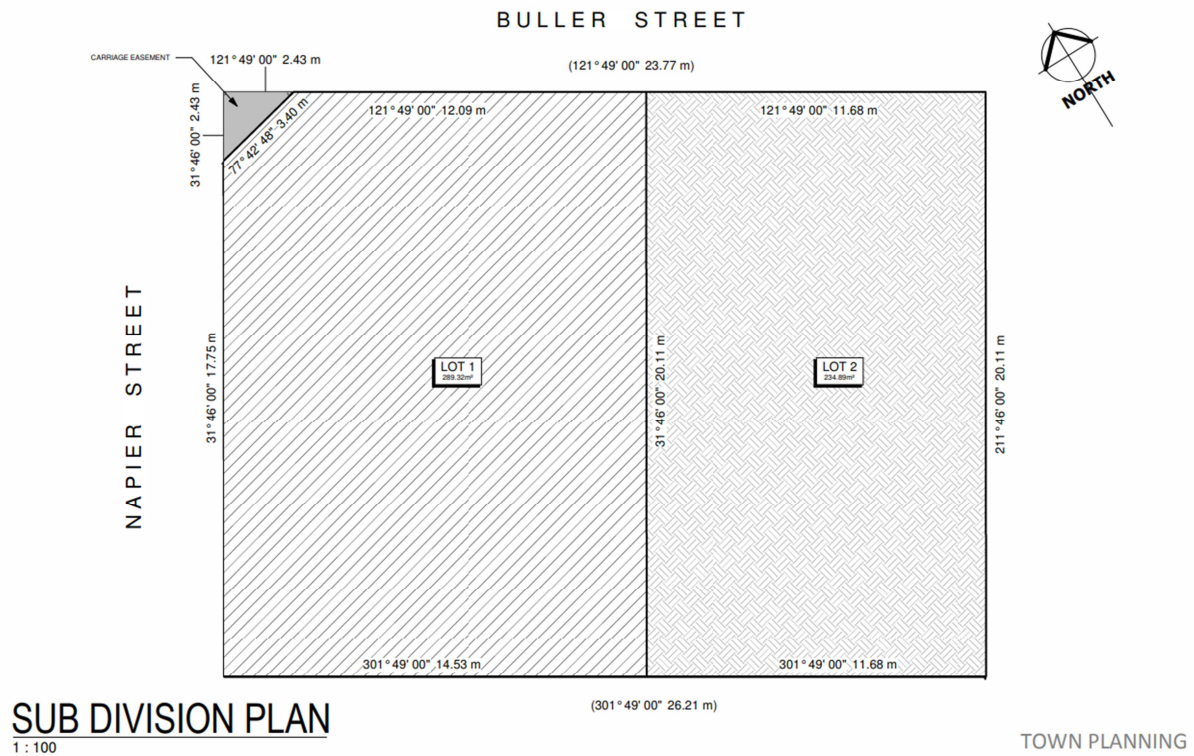 BULLER STREET
CARRIAGE EASEMENT
121° 49' 00" 2.43 m
(121° 49' 00" 23.77 m)
NORTH
31° 46' 00" 2.43 m
77° 42' 48" 3.40 m
121° 49' 00" 12.09 m
121° 49' 00" 11.68 m
NAPIER STREET
31° 46' 00" 17.75 m
LOT 1
289.32m²
31° 46' 00" 20.11 m
LOT 2
234.89m²
211° 46' 00" 20.11 m
301° 49' 00" 14.53 m
301° 49' 00" 11.68 m
(301° 49' 00" 26.21 m)
SUB DIVISION PLAN
1 : 100
TOWN PLANNING